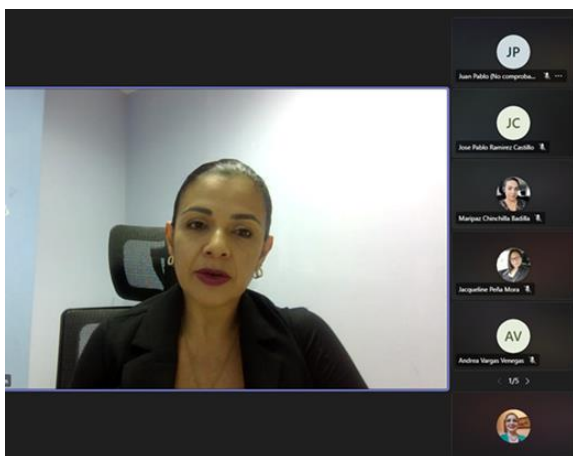 JP
Juan Pablo (No comproba...
JC
Jose Pablo Ramirez Castillo
Maripaz Chinchilla Badilla
Jacqueline Peña Mora
AV
Andrea Vargas Venegas
1/5